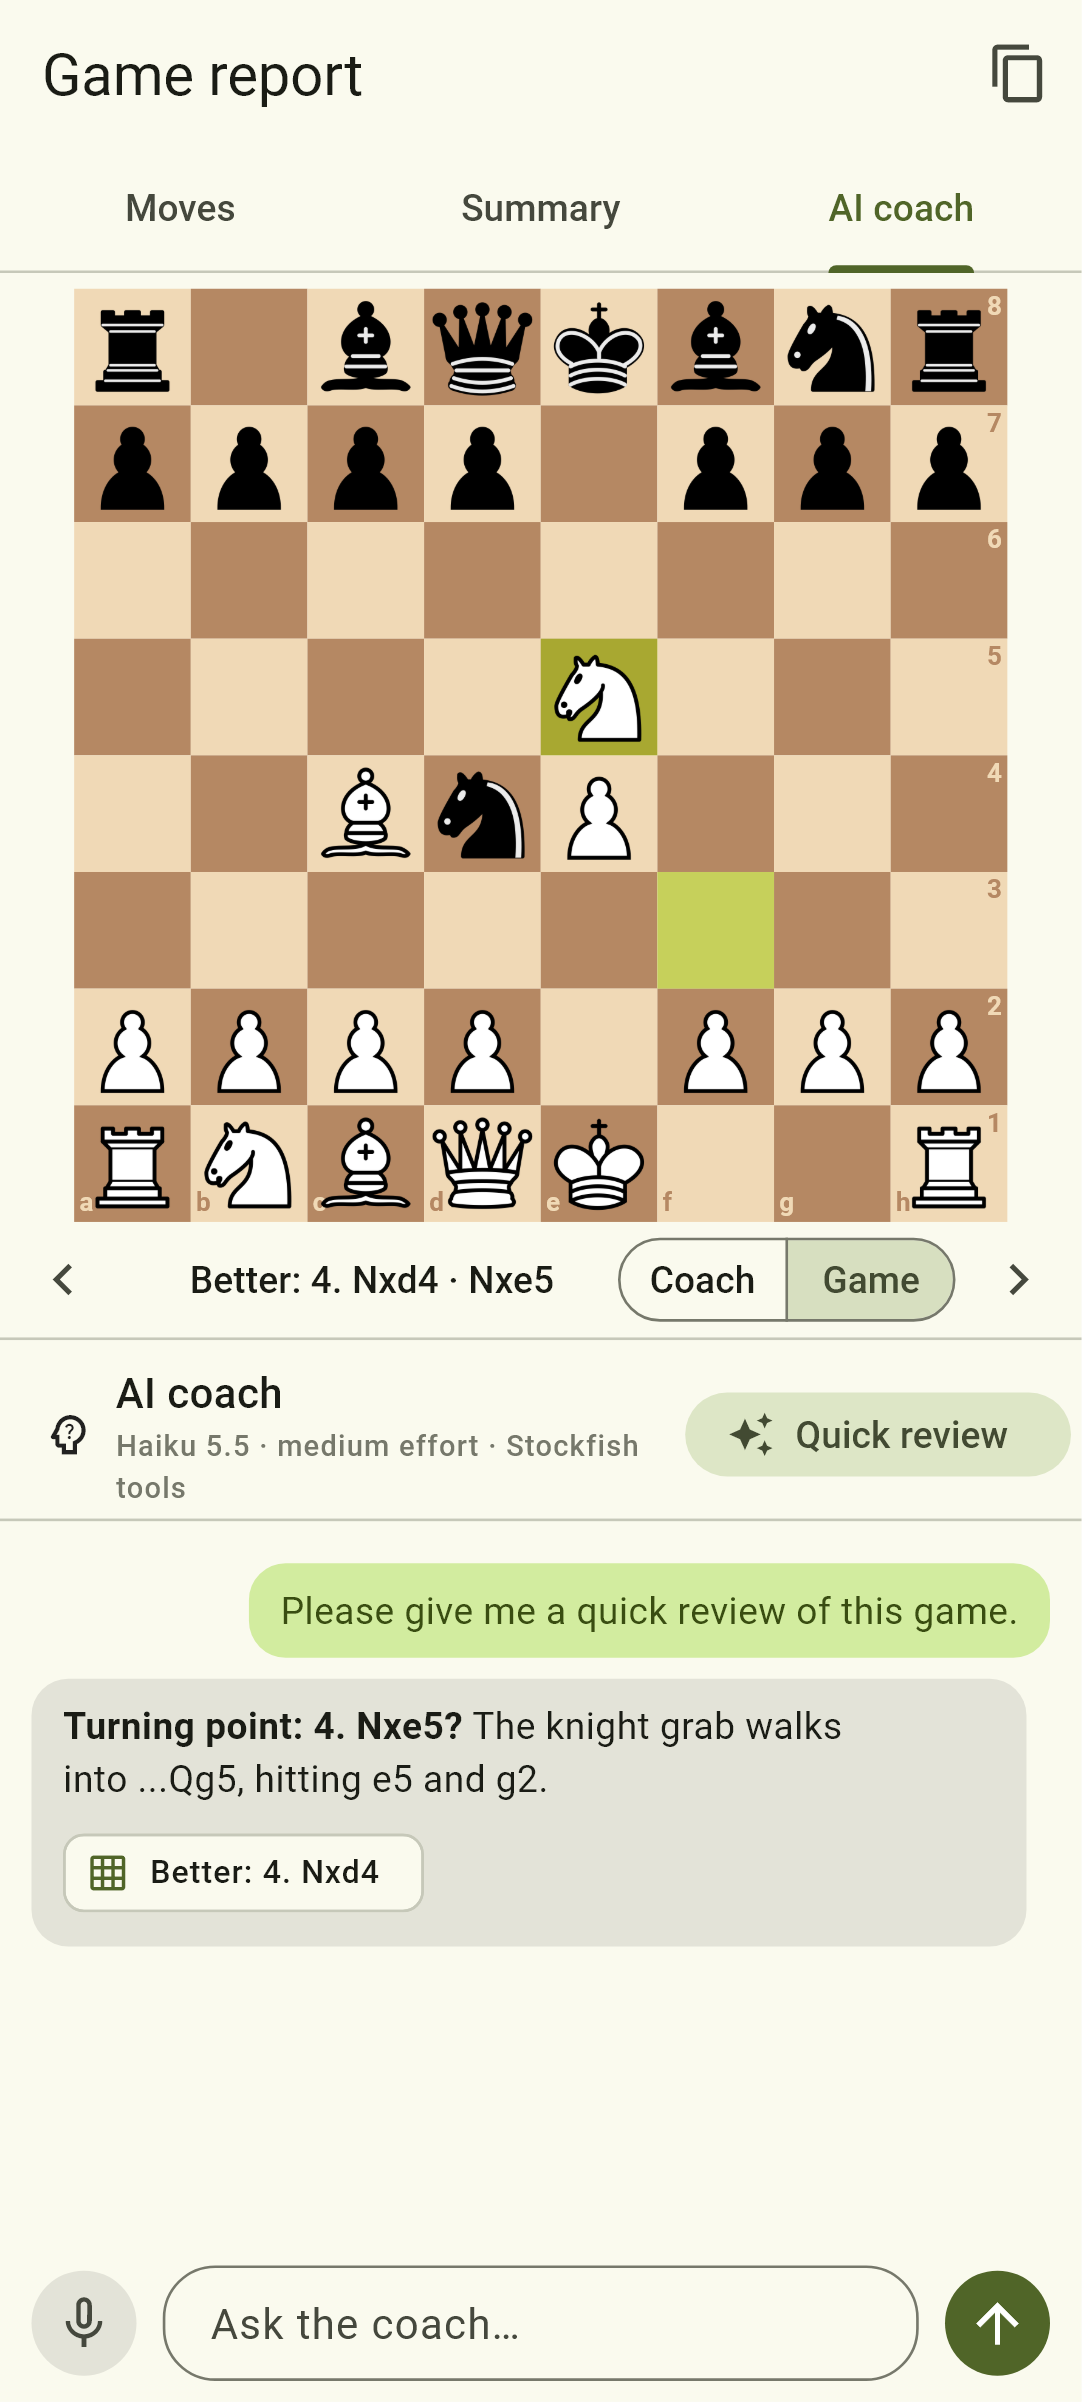 Game report
Moves
Summary
AI coach
8
7
6
5
4
3
2
1
a
b
c
d
e
f
g
h
Better: 4. Nxd4 · Nxe5
Coach
Game
AI coach
Haiku 5.5 · medium effort · Stockfish
tools
Quick review
Please give me a quick review of this game.
Turning point: 4. Nxe5? The knight grab walks
into ...Qg5, hitting e5 and g2.
Better: 4. Nxd4
Ask the coach…